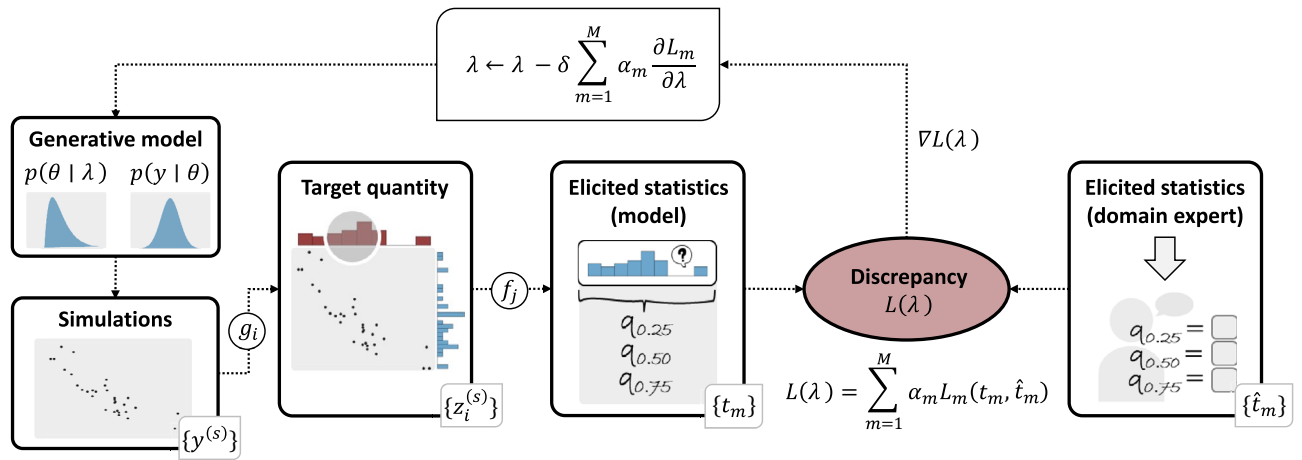 λ ← λ − δ ∑_{m=1}^{M} α_m ∂L_m/∂λ
Generative model
p(θ | λ) p(y | θ)
Simulations
{y^(s)}
g_i
Target quantity
{z_i^(s)}
f_j
Elicited statistics
(model)
?
q_0.25
q_0.50
q_0.75
{t_m}
∇L(λ)
Discrepancy
L(λ)
L(λ) = ∑_{m=1}^{M} α_m L_m(t_m, t̂_m)
Elicited statistics
(domain expert)
q_0.25 =
q_0.50 =
q_0.75 =
{t̂_m}